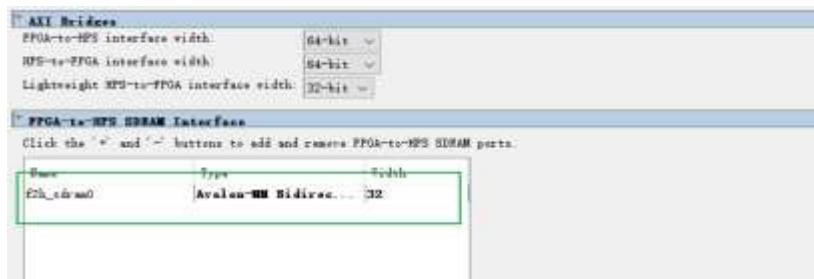 AXI Bridges
FPGA-to-HPS interface width: 64-bit
HPS-to-FPGA interface width: 64-bit
Lightweight HPS-to-FPGA interface width: 32-bit
FPGA-to-HPS SDRAM Interface
Click the '+' and '-' buttons to add and remove FPGA-to-HPS SDRAM ports.
Name Type Width
f2h_sdram0 Avalon-MM Bidirec... 32